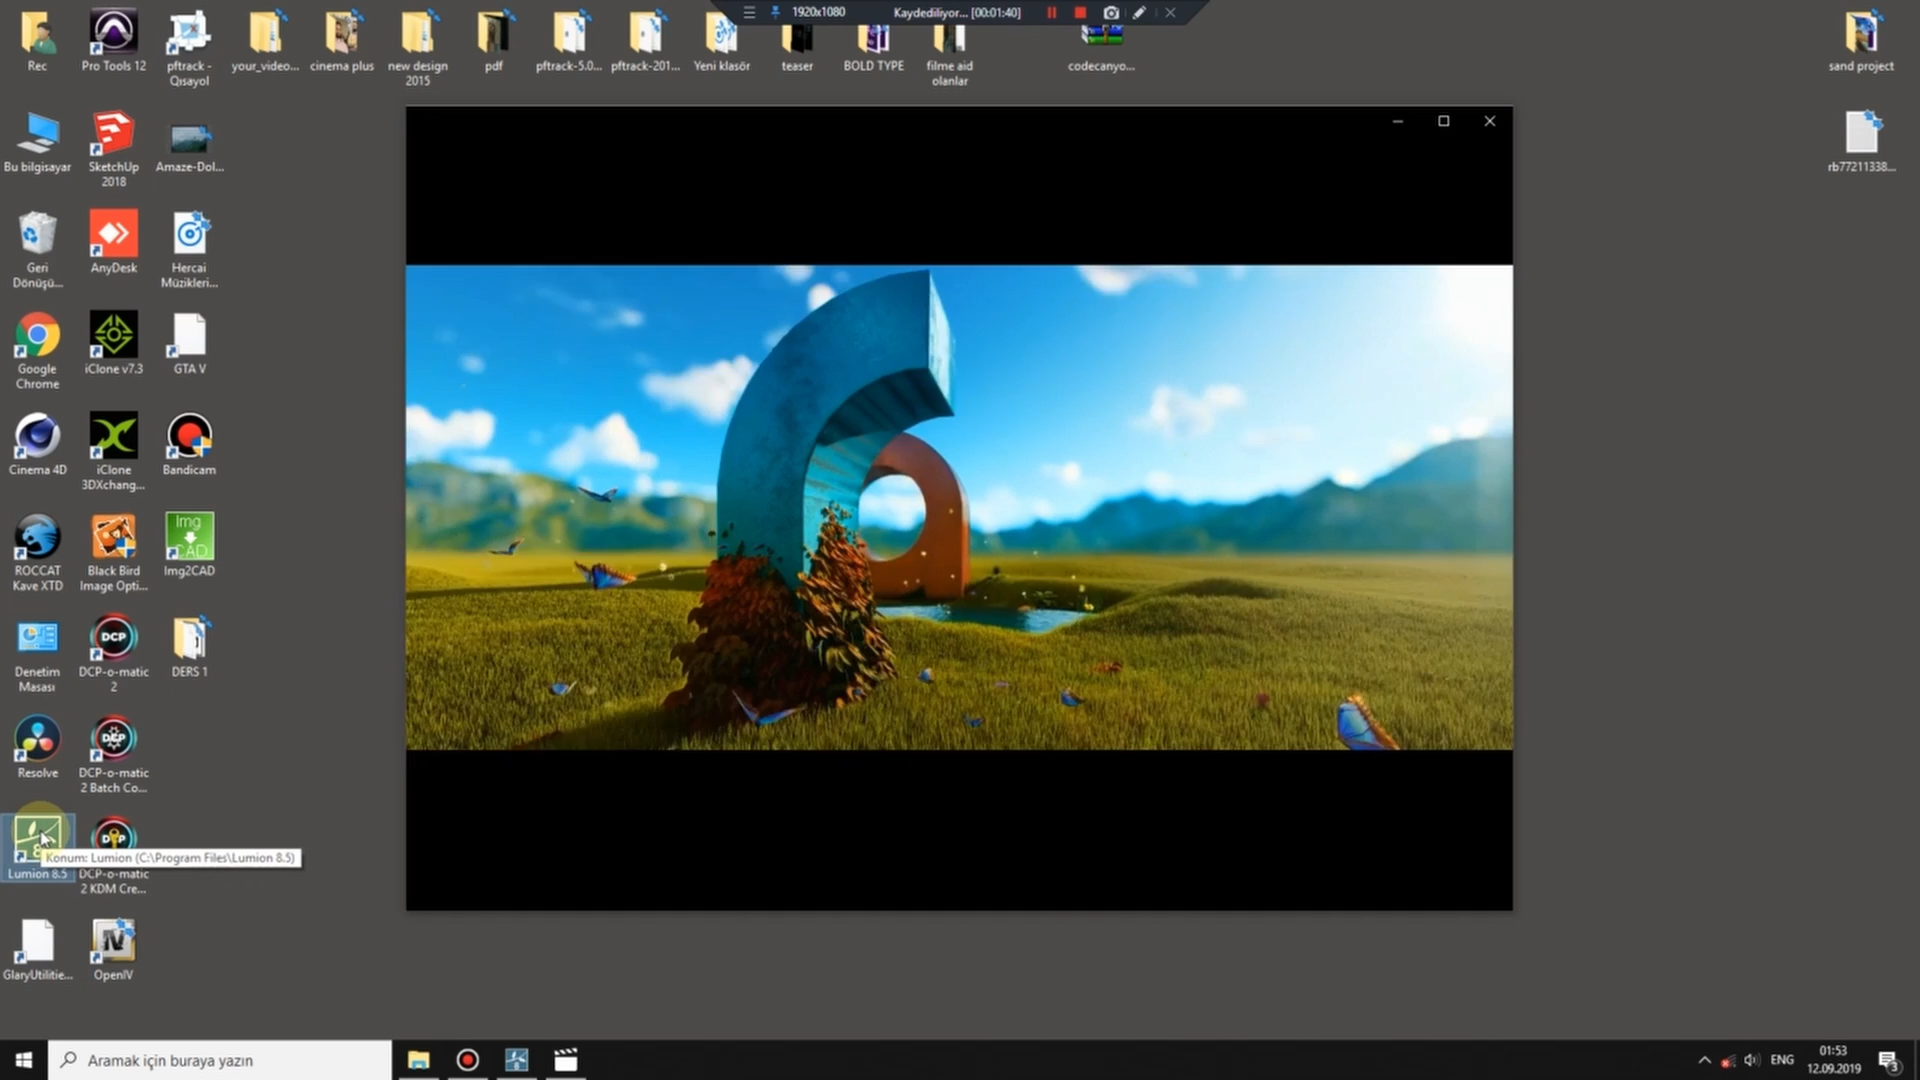 1920x1080
Kaydediliyor... [00:01:40]
Rec
Pro Tools 12
pftrack -
Qısayol
your_video...
cinema plus
new design
2015
pdf
pftrack-5.0...
pftrack-201...
Yeni klasör
teaser
BOLD TYPE
filme aid
olanlar
codecanyo...
sand project
Bu bilgisayar
SketchUp
2018
Amaze-Dol...
rb77211338...
Geri
Dönüşü...
AnyDesk
Hercai
Müzikleri...
Google
Chrome
iClone v7.3
GTA V
Cinema 4D
iClone
3DXchang...
Bandicam
Img
CAD
ROCCAT
Kave XTD
Black Bird
Image Opti...
Img2CAD
DCP
Denetim
Masası
DCP-o-matic
2
DERS 1
Resolve
DCP-o-matic
2 Batch Co...
Konum: Lumion (C:\Program Files\Lumion 8.5)
Lumion 8.5
DCP-o-matic
2 KDM Cre...
GlaryUtilitie...
OpenIV
Ca
Aramak için buraya yazın
ENG
01:53
12.09.2019
3